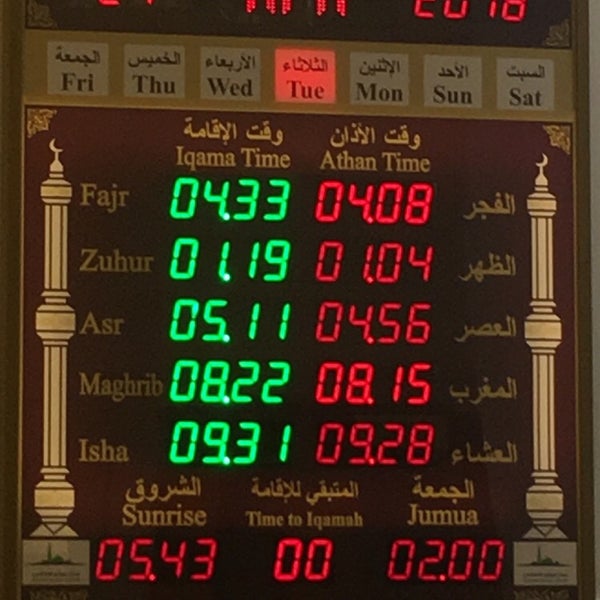 24 APR 2018
الجمعة الخميس الأربعاء الثلاثاء الإثنين الأحد السبت
Fri Thu Wed Tue Mon Sun Sat
وقت الإقامة وقت الأذان
Iqama Time Athan Time
Fajr 04.33 04.08 الفجر
Zuhur 01.19 01.04 الظهر
Asr 05.11 04.56 العصر
Maghrib 08.22 08.15 المغرب
Isha 09.31 09.28 العشاء
الشروق المتبقي للإقامة الجمعة
Sunrise Time to Iqamah Jumua
05.43 00 02.00